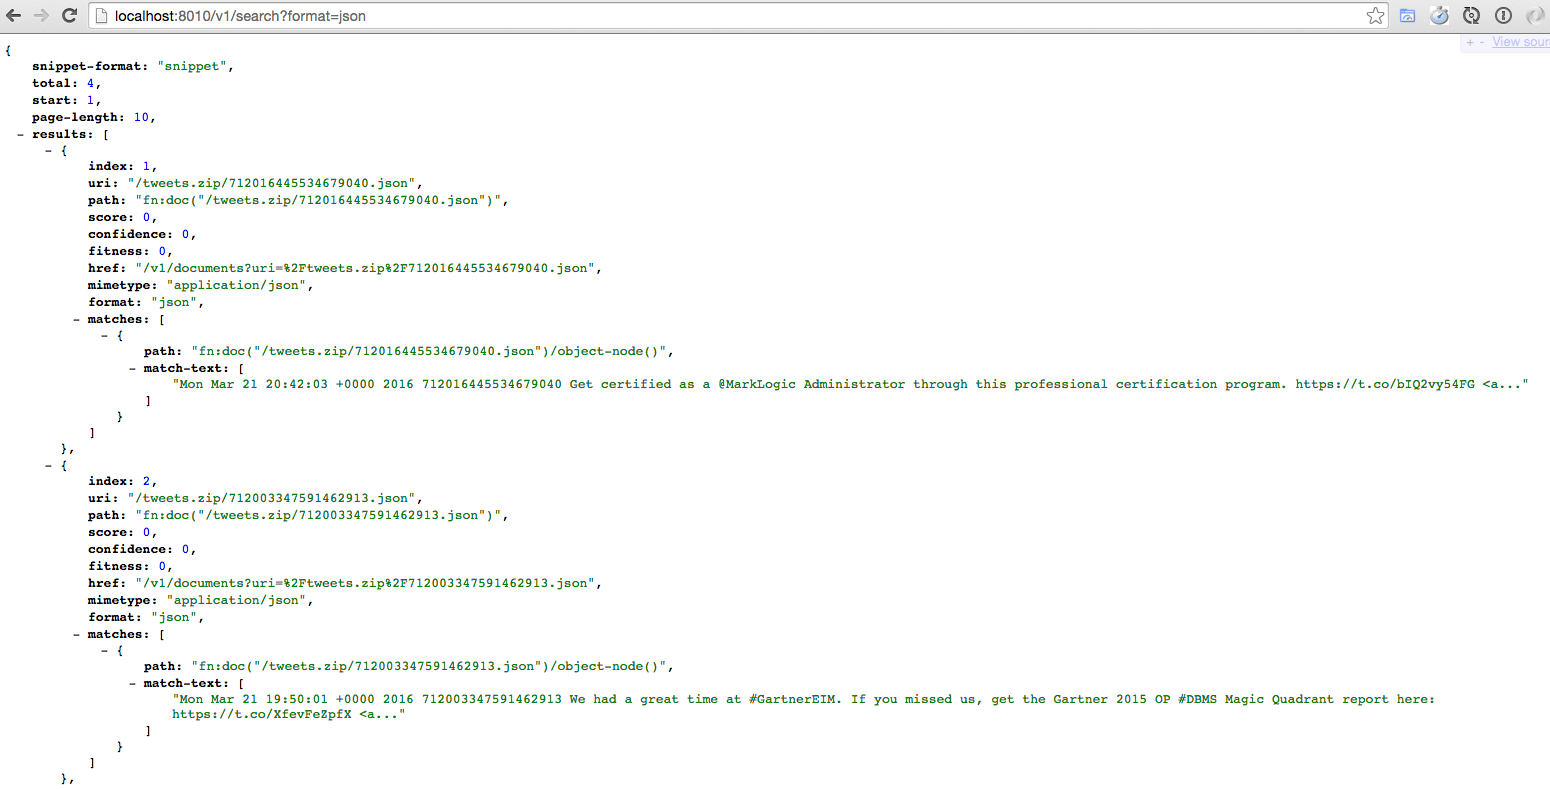 localhost:8010/v1/search?format=json
+ - View sour
{
snippet-format: "snippet",
total: 4,
start: 1,
page-length: 10,
- results: [
- {
index: 1,
uri: "/tweets.zip/712016445534679040.json",
path: "fn:doc("/tweets.zip/712016445534679040.json")",
score: 0,
confidence: 0,
fitness: 0,
href: "/v1/documents?uri=%2Ftweets.zip%2F712016445534679040.json",
mimetype: "application/json",
format: "json",
- matches: [
- {
path: "fn:doc("/tweets.zip/712016445534679040.json")/object-node()",
- match-text: [
"Mon Mar 21 20:42:03 +0000 2016 712016445534679040 Get certified as a @MarkLogic Administrator through this professional certification program. https://t.co/bIQ2vy54FG <a..."
]
}
]
},
- {
index: 2,
uri: "/tweets.zip/712003347591462913.json",
path: "fn:doc("/tweets.zip/712003347591462913.json")",
score: 0,
confidence: 0,
fitness: 0,
href: "/v1/documents?uri=%2Ftweets.zip%2F712003347591462913.json",
mimetype: "application/json",
format: "json",
- matches: [
- {
path: "fn:doc("/tweets.zip/712003347591462913.json")/object-node()",
- match-text: [
"Mon Mar 21 19:50:01 +0000 2016 712003347591462913 We had a great time at #GartnerEIM. If you missed us, get the Gartner 2015 OP #DBMS Magic Quadrant report here:
https://t.co/XfevFeZpfX <a..."
]
}
]
},